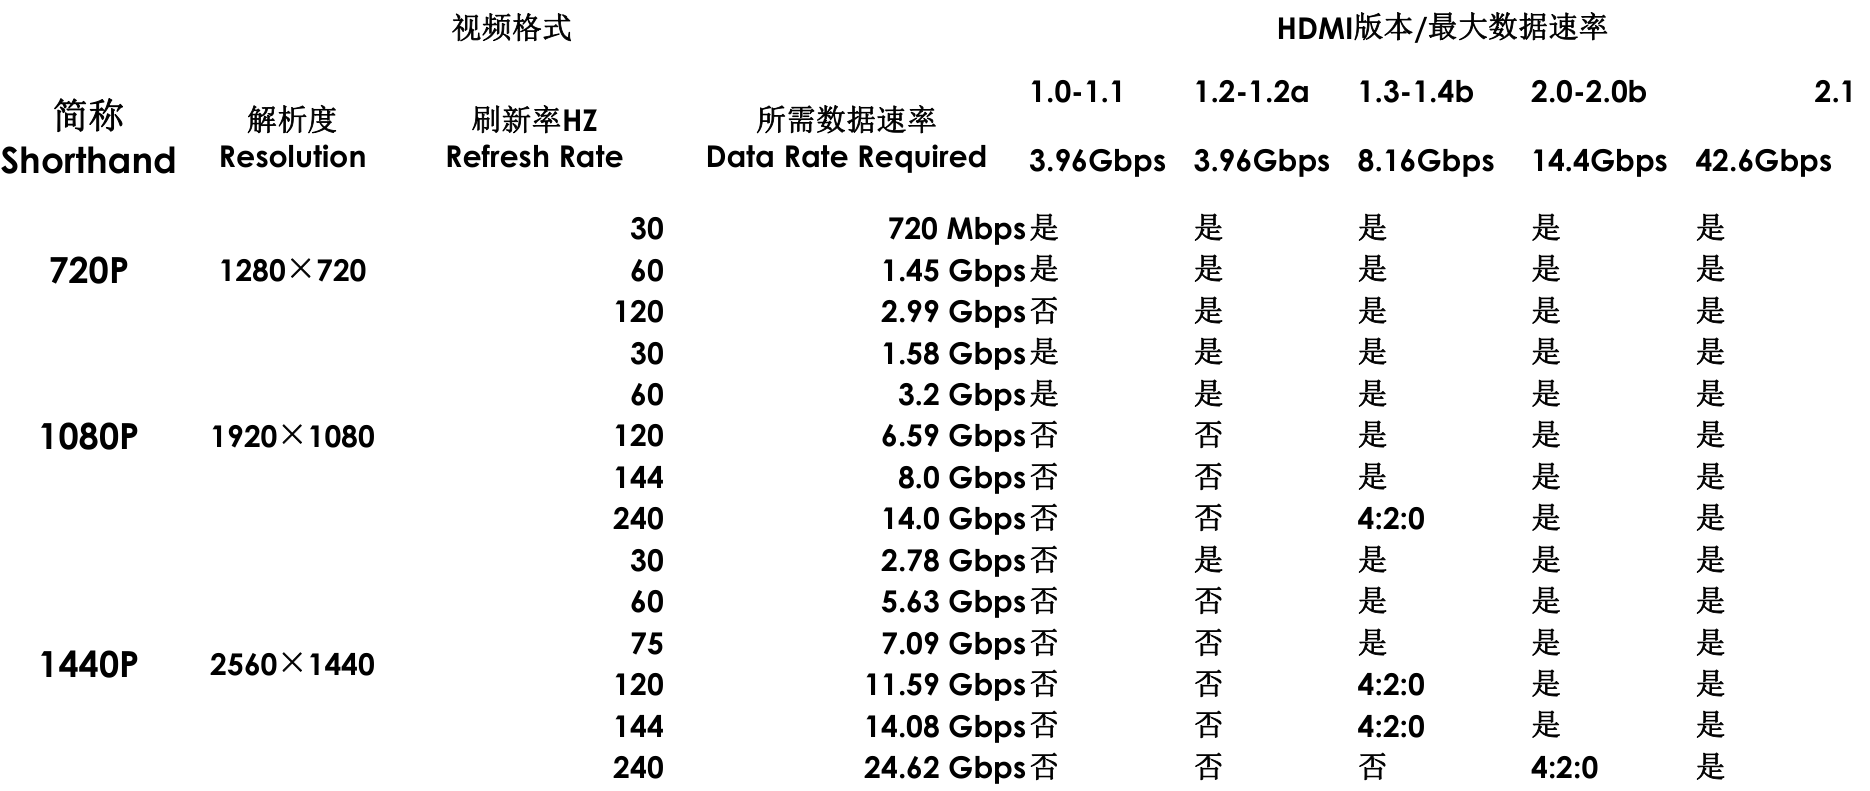 视频格式 HDMI版本/最大数据速率
1.0-1.1 1.2-1.2a 1.3-1.4b 2.0-2.0b 2.1
简称 解析度 刷新率HZ 所需数据速率
Shorthand Resolution Refresh Rate Data Rate Required 3.96Gbps 3.96Gbps 8.16Gbps 14.4Gbps 42.6Gbps
30 720 Mbps 是 是 是 是 是
720P 1280×720 60 1.45 Gbps 是 是 是 是 是
120 2.99 Gbps 否 是 是 是 是
30 1.58 Gbps 是 是 是 是 是
60 3.2 Gbps 是 是 是 是 是
1080P 1920×1080 120 6.59 Gbps 否 否 是 是 是
144 8.0 Gbps 否 否 是 是 是
240 14.0 Gbps 否 否 4:2:0 是 是
30 2.78 Gbps 否 是 是 是 是
60 5.63 Gbps 否 否 是 是 是
75 7.09 Gbps 否 否 是 是 是
1440P 2560×1440
120 11.59 Gbps 否 否 4:2:0 是 是
144 14.08 Gbps 否 否 4:2:0 是 是
240 24.62 Gbps 否 否 否 4:2:0 是